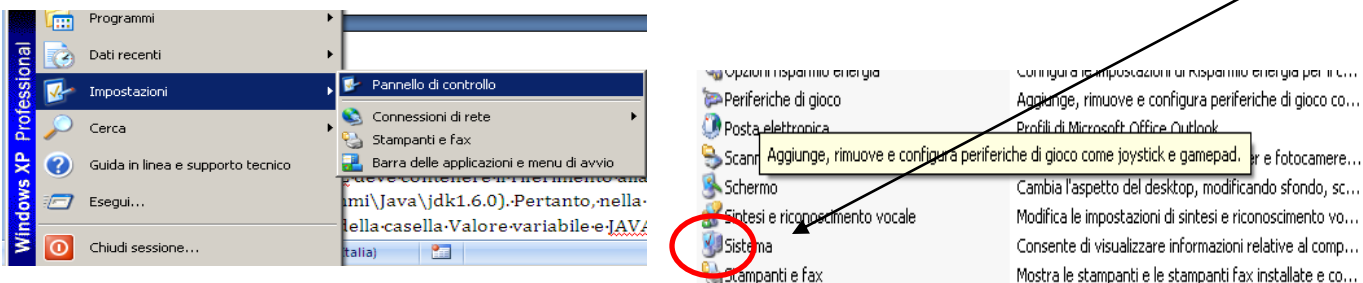 Windows XP Professional
Programmi
Dati recenti
Impostazioni
Cerca
Guida in linea e supporto tecnico
Esegui...
Chiudi sessione...
Pannello di controllo
Connessioni di rete
Stampanti e fax
Barra delle applicazioni e menu di avvio
deve·contenere·il·riferimento·alla
mi\Java\jdk1.6.0).·Pertanto,·nella·
della·casella·Valore·variabile·e·JAVA
talia)
Opzioni risparmio energia Configura le impostazioni di risparmio energia per il c...
Periferiche di gioco Aggiunge, rimuove e configura periferiche di gioco co...
Posta elettronica Profili di Microsoft Office Outlook
Scann
Aggiunge, rimuove e configura periferiche di gioco come joystick e gamepad.
r e fotocamere...
Schermo Cambia l'aspetto del desktop, modificando sfondo, sc...
Sintesi e riconoscimento vocale Modifica le impostazioni di sintesi e riconoscimento vo...
Sistema Consente di visualizzare informazioni relative al comp...
Stampanti e fax Mostra le stampanti e le stampanti fax installate e co...